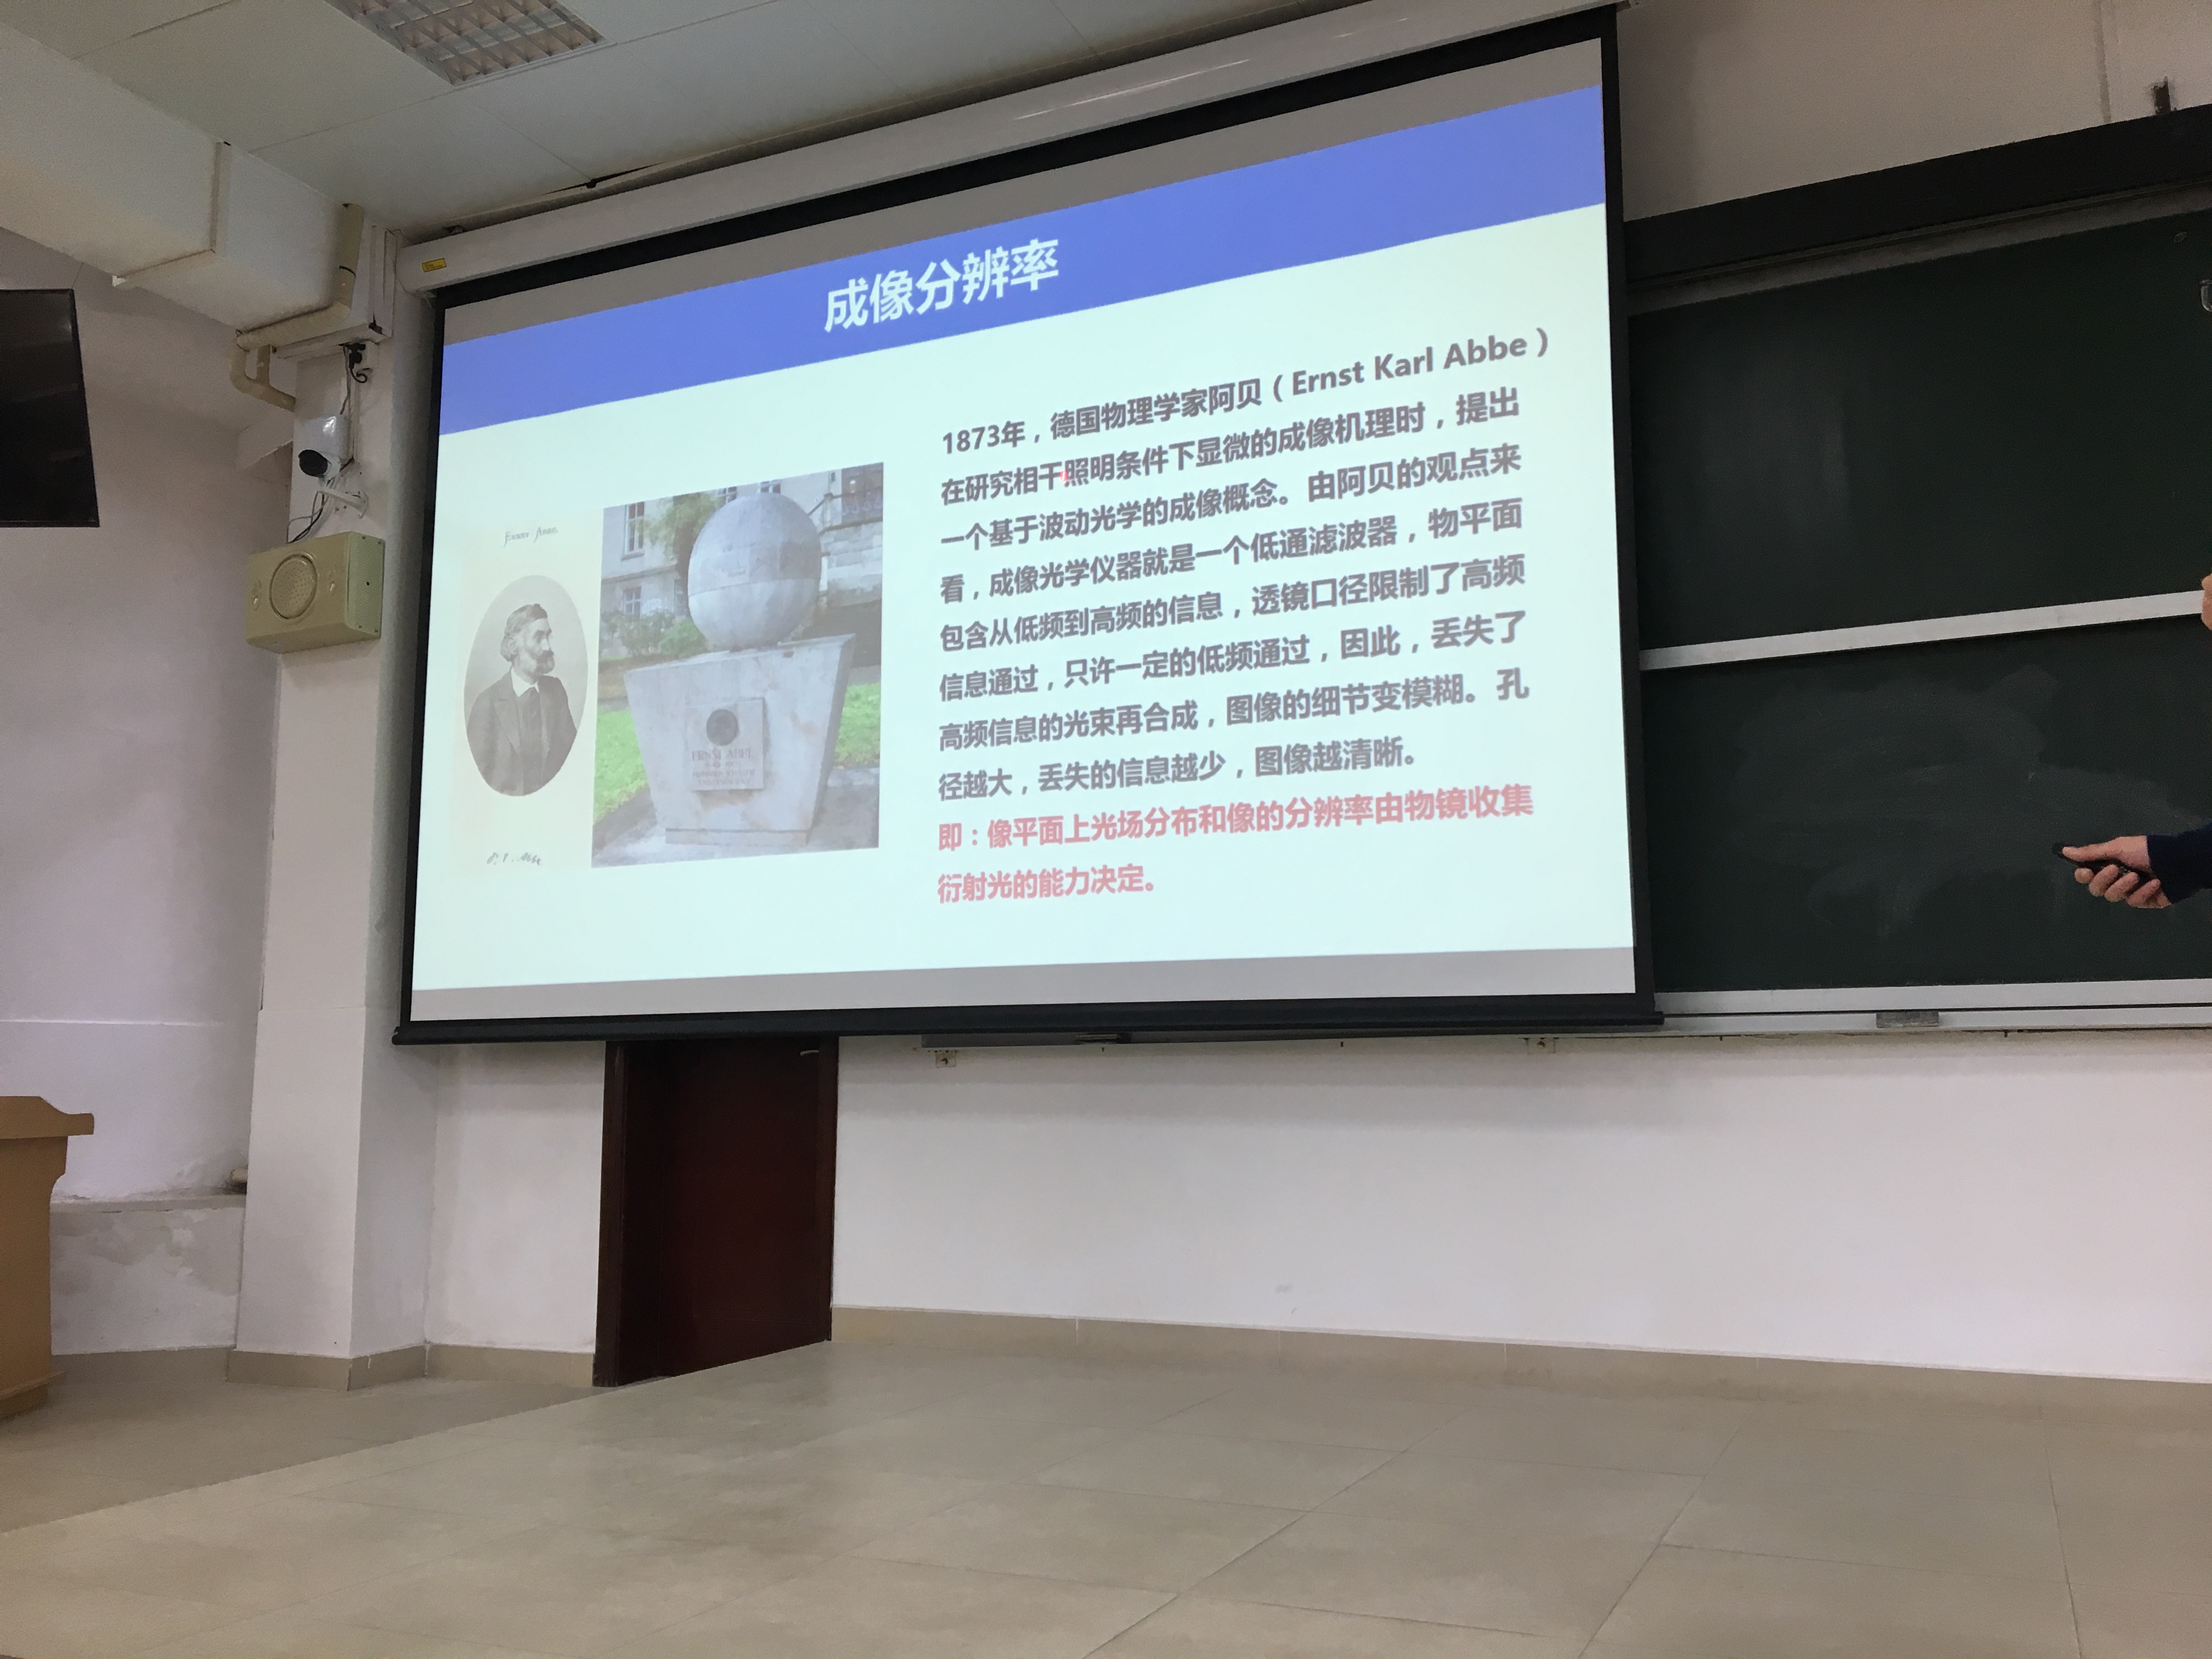 成像分辨率
1873年，德国物理学家阿贝（Ernst Karl Abbe）
在研究相干照明条件下显微的成像机理时，提出
一个基于波动光学的成像概念。由阿贝的观点来
看，成像光学仪器就是一个低通滤波器，物平面
包含从低频到高频的信息，透镜口径限制了高频
信息通过，只许一定的低频通过，因此，丢失了
高频信息的光束再合成，图像的细节变模糊。孔
径越大，丢失的信息越少，图像越清晰。
即：像平面上光场分布和像的分辨率由物镜收集
衍射光的能力决定。
Ernst Abbe
ERNST ABBE